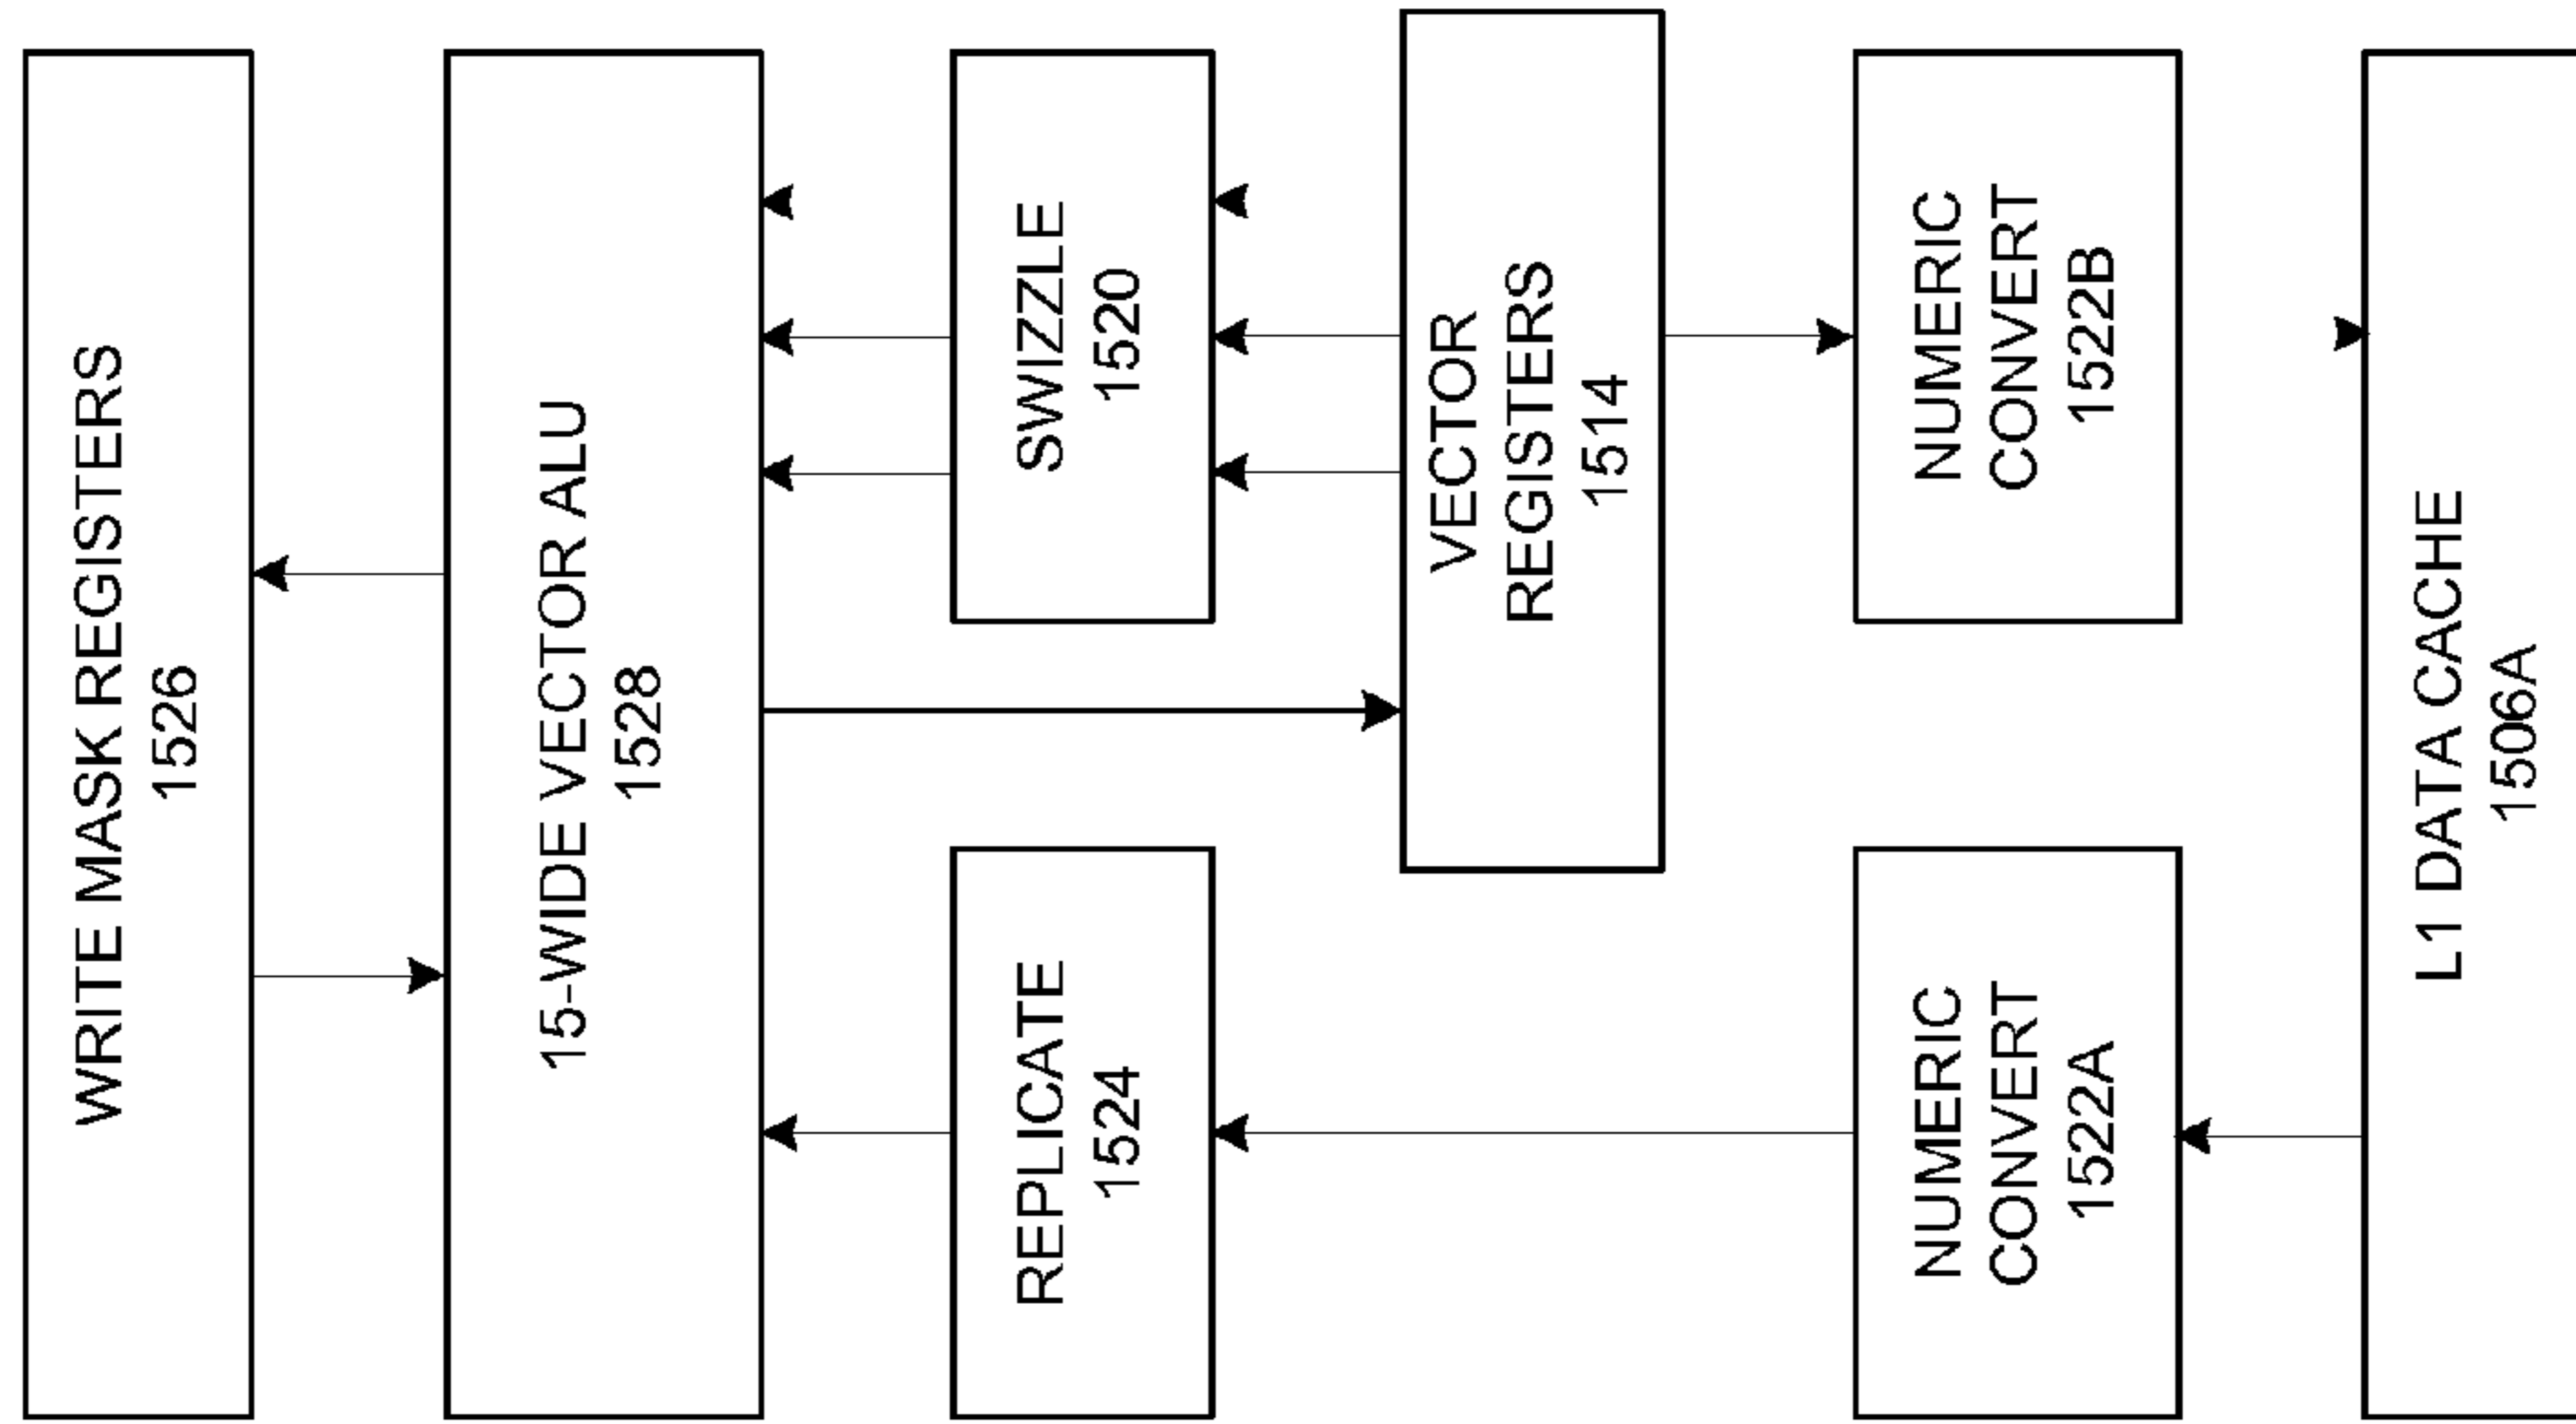 WRITE MASK REGISTERS
1526
15-WIDE VECTOR ALU
1528
REPLICATE
1524
SWIZZLE
1520
VECTOR
REGISTERS
1514
NUMERIC
CONVERT
1522A
NUMERIC
CONVERT
1522B
L1 DATA CACHE
1506A